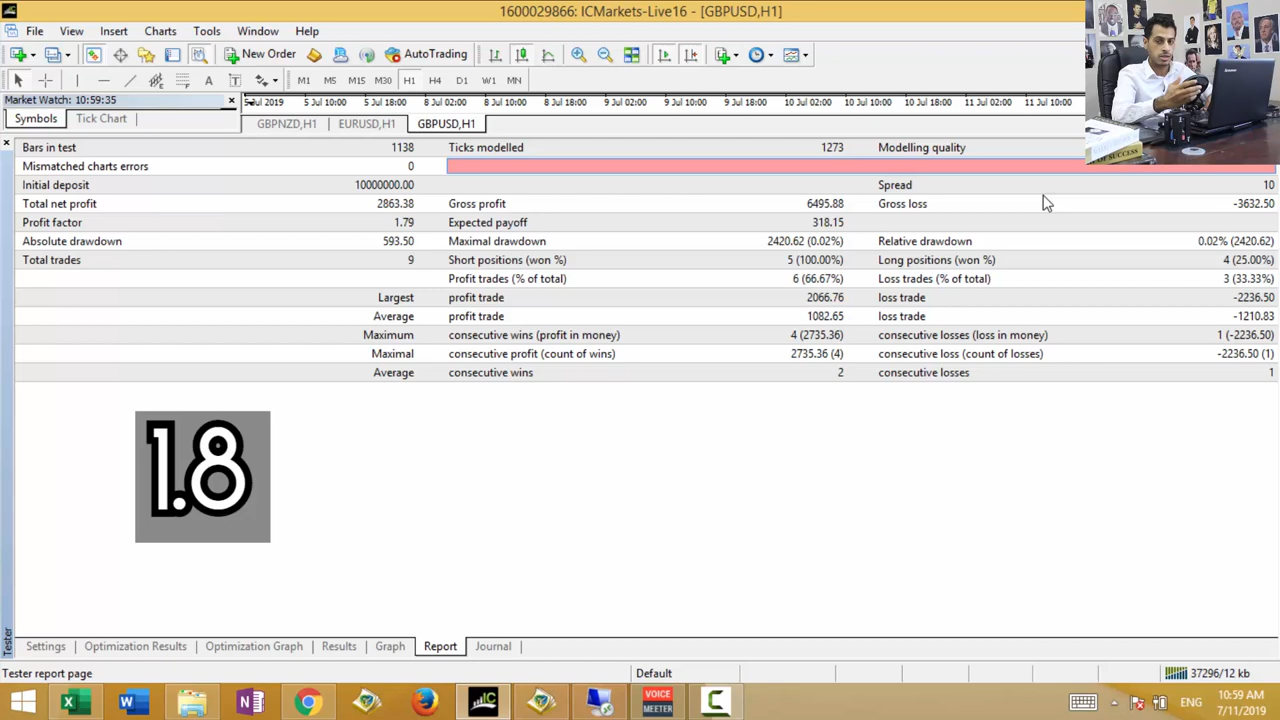 1600029866: ICMarkets-Live16 - [GBPUSD,H1]
File View Insert Charts Tools Window Help
New Order AutoTrading
A M1 M5 M15 M30 H1 H4 D1 W1 MN
Market Watch: 10:59:35
5 Jul 2019 5 Jul 10:00 5 Jul 18:00 8 Jul 02:00 8 Jul 10:00 8 Jul 18:00 9 Jul 02:00 9 Jul 10:00 9 Jul 18:00 10 Jul 02:00 10 Jul 10:00 10 Jul 18:00 11 Jul 02:00 11 Jul 10:00
Symbols Tick Chart
GBPNZD,H1 EURUSD,H1 GBPUSD,H1
Bars in test 1138 Ticks modelled 1273 Modelling quality
Mismatched charts errors 0
Initial deposit 10000000.00 Spread 10
Total net profit 2863.38 Gross profit 6495.88 Gross loss -3632.50
Profit factor 1.79 Expected payoff 318.15
Absolute drawdown 593.50 Maximal drawdown 2420.62 (0.02%) Relative drawdown 0.02% (2420.62)
Total trades 9 Short positions (won %) 5 (100.00%) Long positions (won %) 4 (25.00%)
Profit trades (% of total) 6 (66.67%) Loss trades (% of total) 3 (33.33%)
Largest profit trade 2066.76 loss trade -2236.50
Average profit trade 1082.65 loss trade -1210.83
Maximum consecutive wins (profit in money) 4 (2735.36) consecutive losses (loss in money) 1 (-2236.50)
Maximal consecutive profit (count of wins) 2735.36 (4) consecutive loss (count of losses) -2236.50 (1)
Average consecutive wins 2 consecutive losses 1
1.8
Tester
Settings Optimization Results Optimization Graph Results Graph Report Journal
Tester report page Default 37296/12 kb
VOICE
MEETER
ENG
10:59 AM
7/11/2019
OF SUCCESS